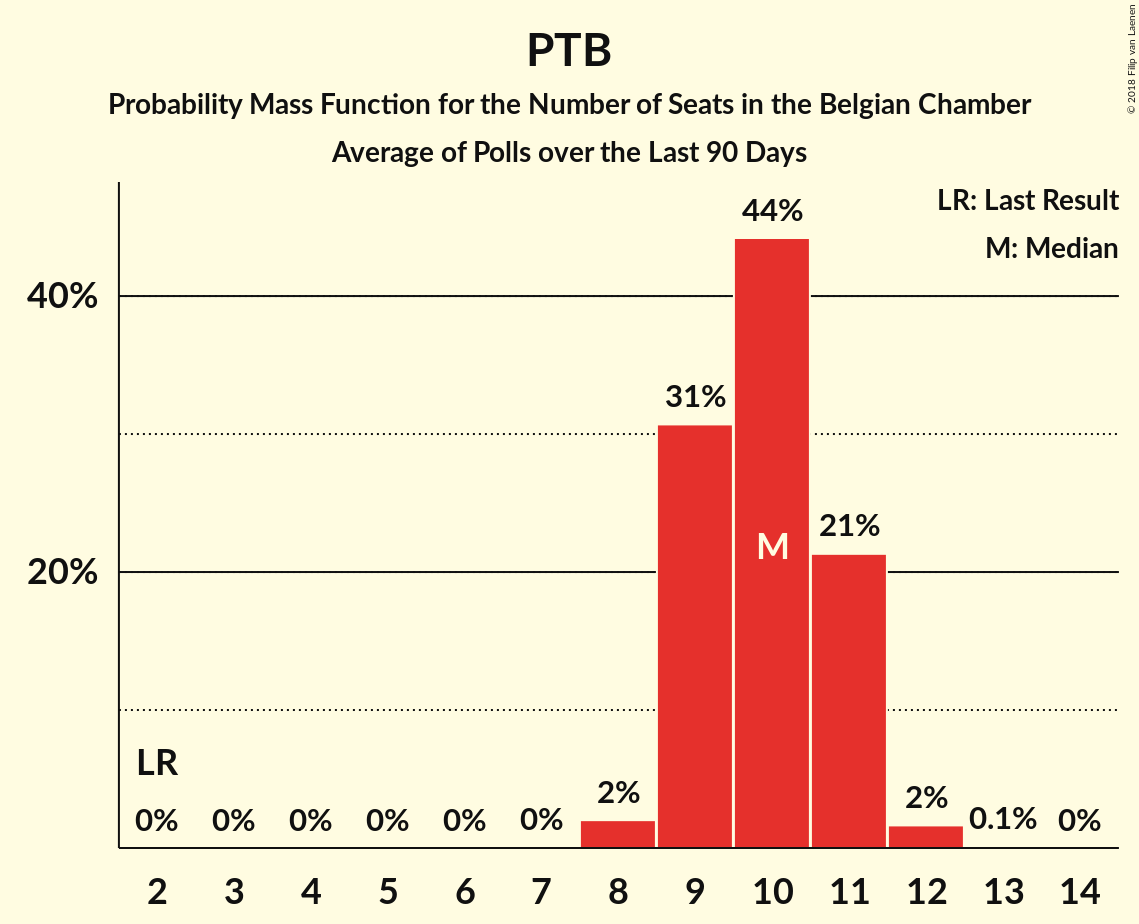 PTB
Probability Mass Function for the Number of Seats in the Belgian Chamber
Average of Polls over the Last 90 Days
© 2018 Filip van Laenen
LR: Last Result
M: Median
44%
40%
31%
21%
M
20%
LR
0% 0% 0% 0% 0% 0% 2% 2% 0.1% 0%
2 3 4 5 6 7 8 9 10 11 12 13 14